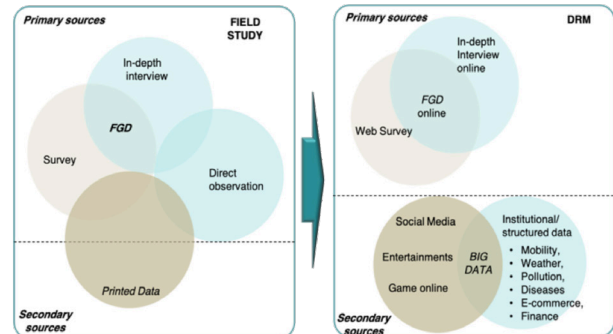 Primary sources
FIELD
STUDY
In-depth
interview
FGD
Survey
Direct
observation
Printed Data
Secondary
sources
Primary sources
DRM
In-depth
Interview
online
FGD
online
Web Survey
Social Media
Entertainments
Game online
BIG
DATA
Institutional/
structured data
• Mobility,
• Weather,
• Pollution,
• Diseases
• E-commerce,
• Finance
Secondary
sources